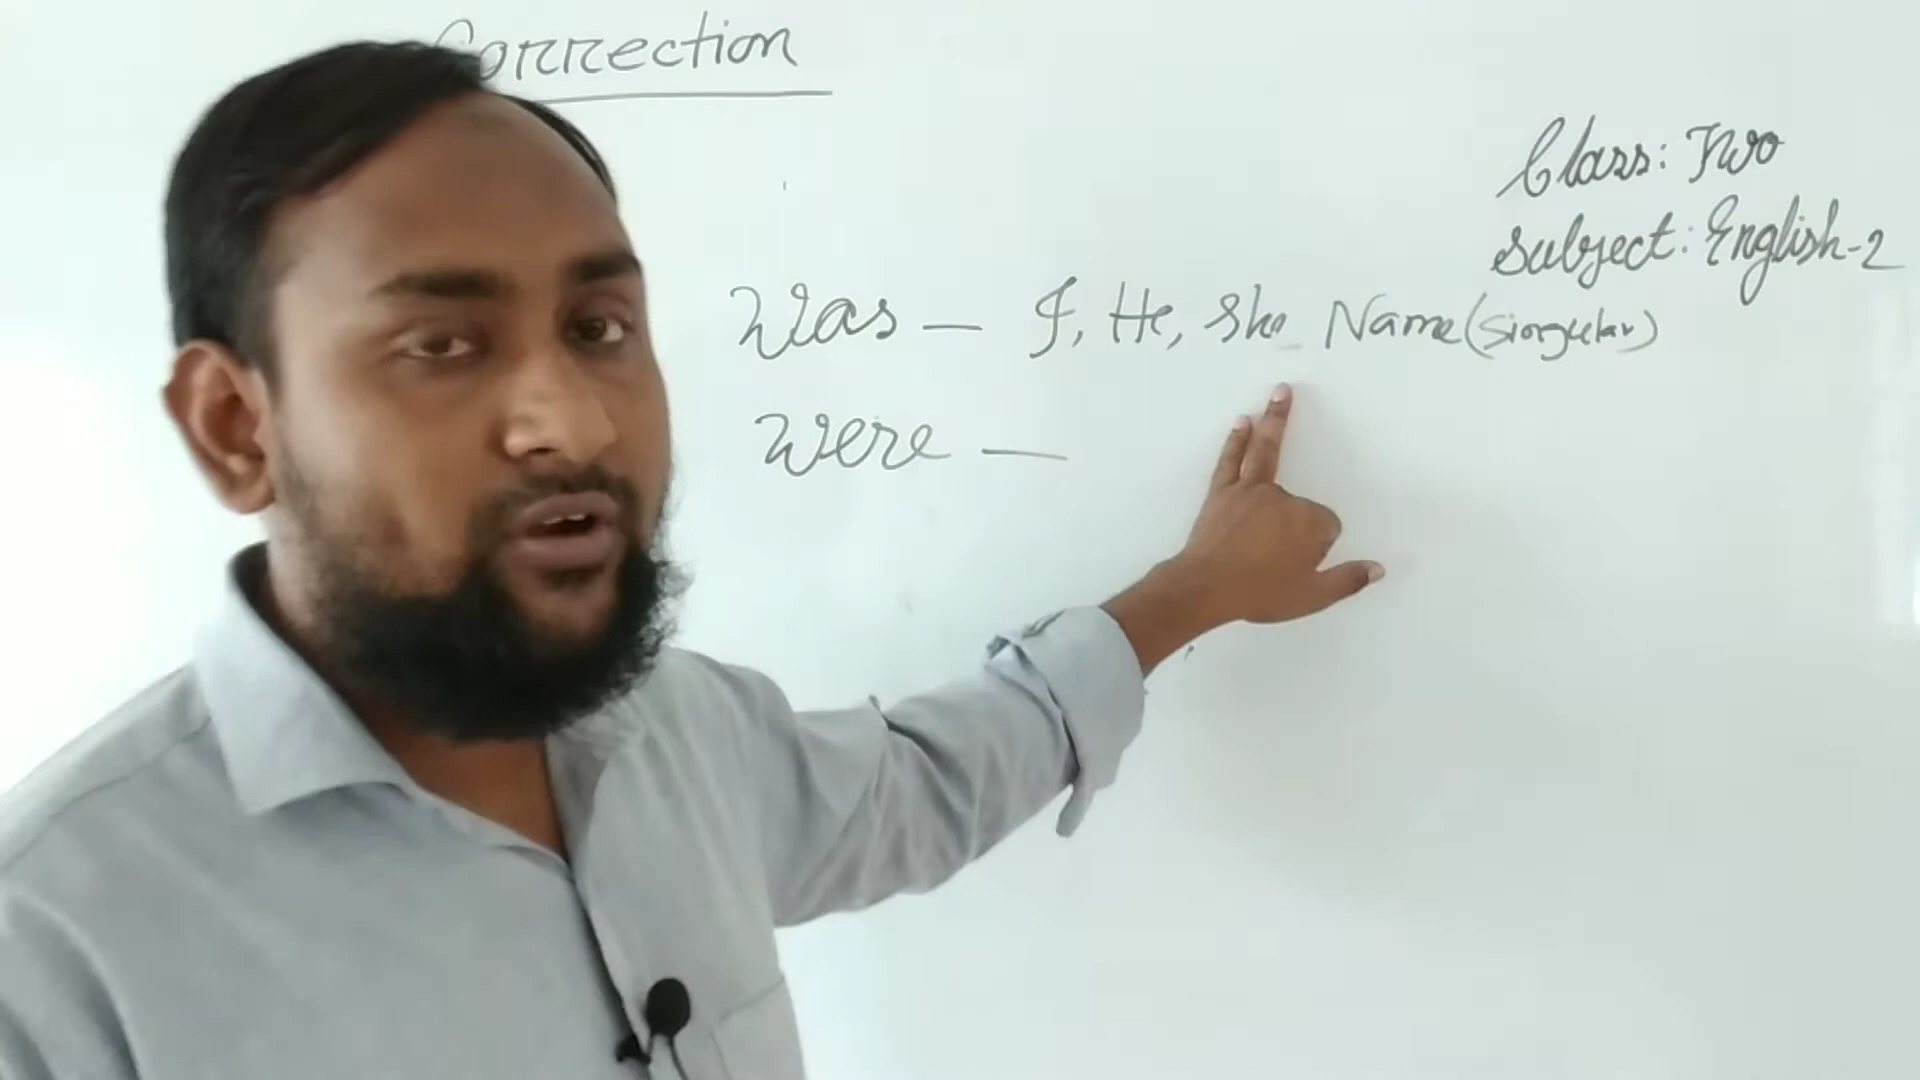 Correction
Class: Two
Subject: English-2
Was — I, He, She Name (Singular)
Were —